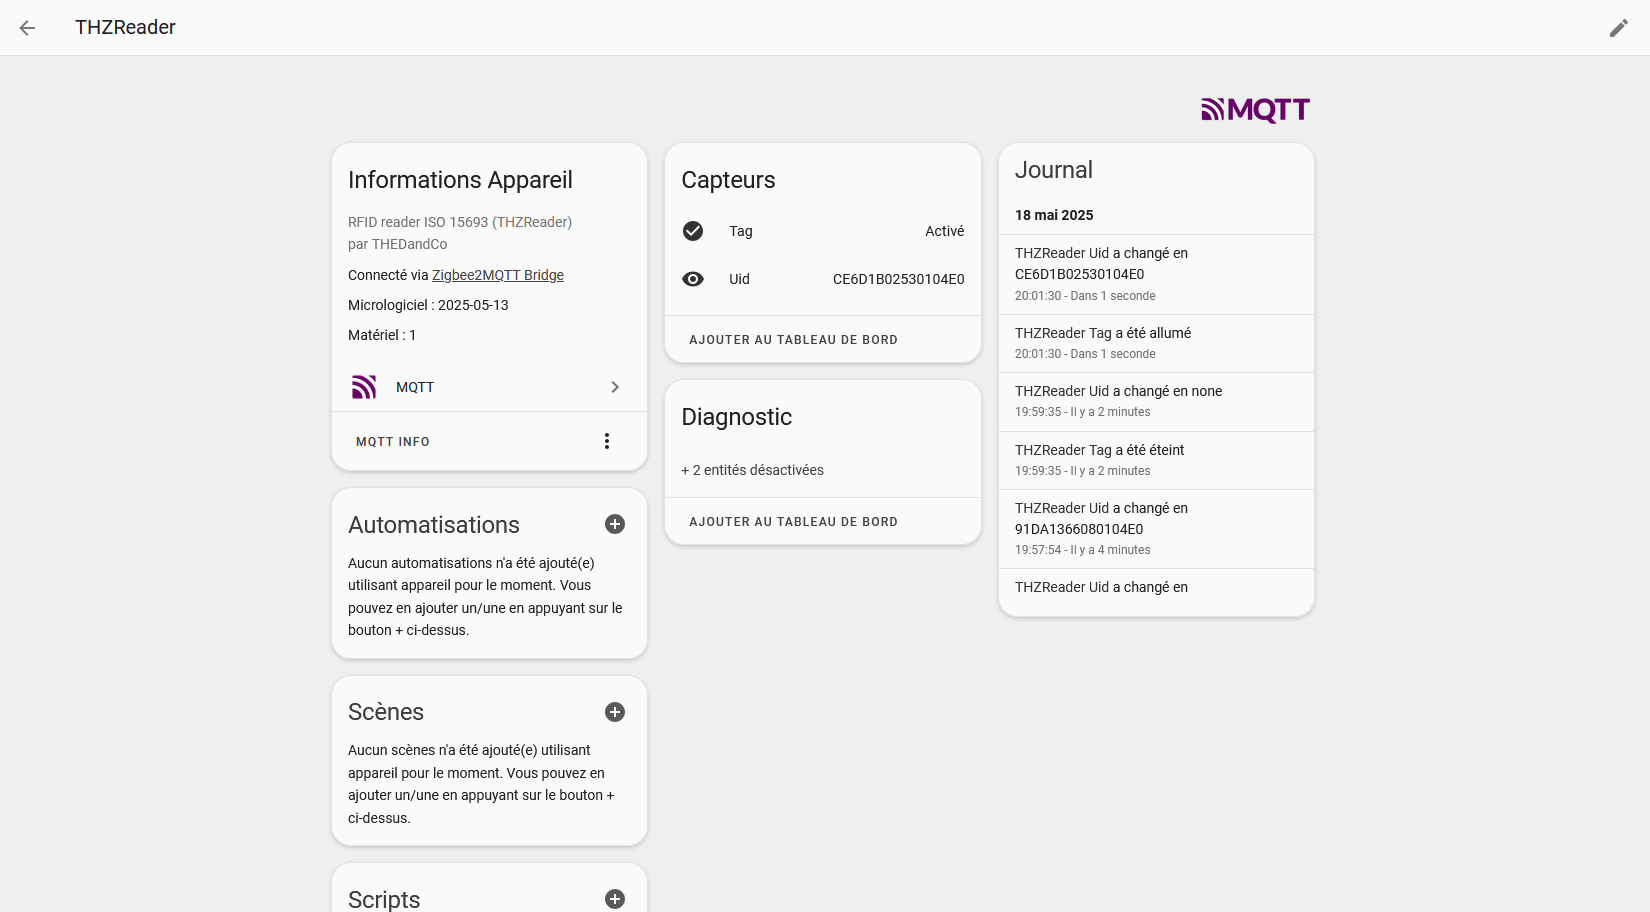 THZReader
MQTT
Informations Appareil
RFID reader ISO 15693 (THZReader)
par THEDandCo
Connecté via Zigbee2MQTT Bridge
Micrologiciel : 2025-05-13
Matériel : 1
MQTT
MQTT INFO
Automatisations
Aucun automatisations n'a été ajouté(e)
utilisant appareil pour le moment. Vous
pouvez en ajouter un/une en appuyant sur le
bouton + ci-dessus.
Scènes
Aucun scènes n'a été ajouté(e) utilisant
appareil pour le moment. Vous pouvez en
ajouter un/une en appuyant sur le bouton +
ci-dessus.
Scripts
Capteurs
Tag Activé
Uid CE6D1B02530104E0
AJOUTER AU TABLEAU DE BORD
Diagnostic
+ 2 entités désactivées
AJOUTER AU TABLEAU DE BORD
Journal
18 mai 2025
THZReader Uid a changé en
CE6D1B02530104E0
20:01:30 - Dans 1 seconde
THZReader Tag a été allumé
20:01:30 - Dans 1 seconde
THZReader Uid a changé en none
19:59:35 - Il y a 2 minutes
THZReader Tag a été éteint
19:59:35 - Il y a 2 minutes
THZReader Uid a changé en
91DA1366080104E0
19:57:54 - Il y a 4 minutes
THZReader Uid a changé en